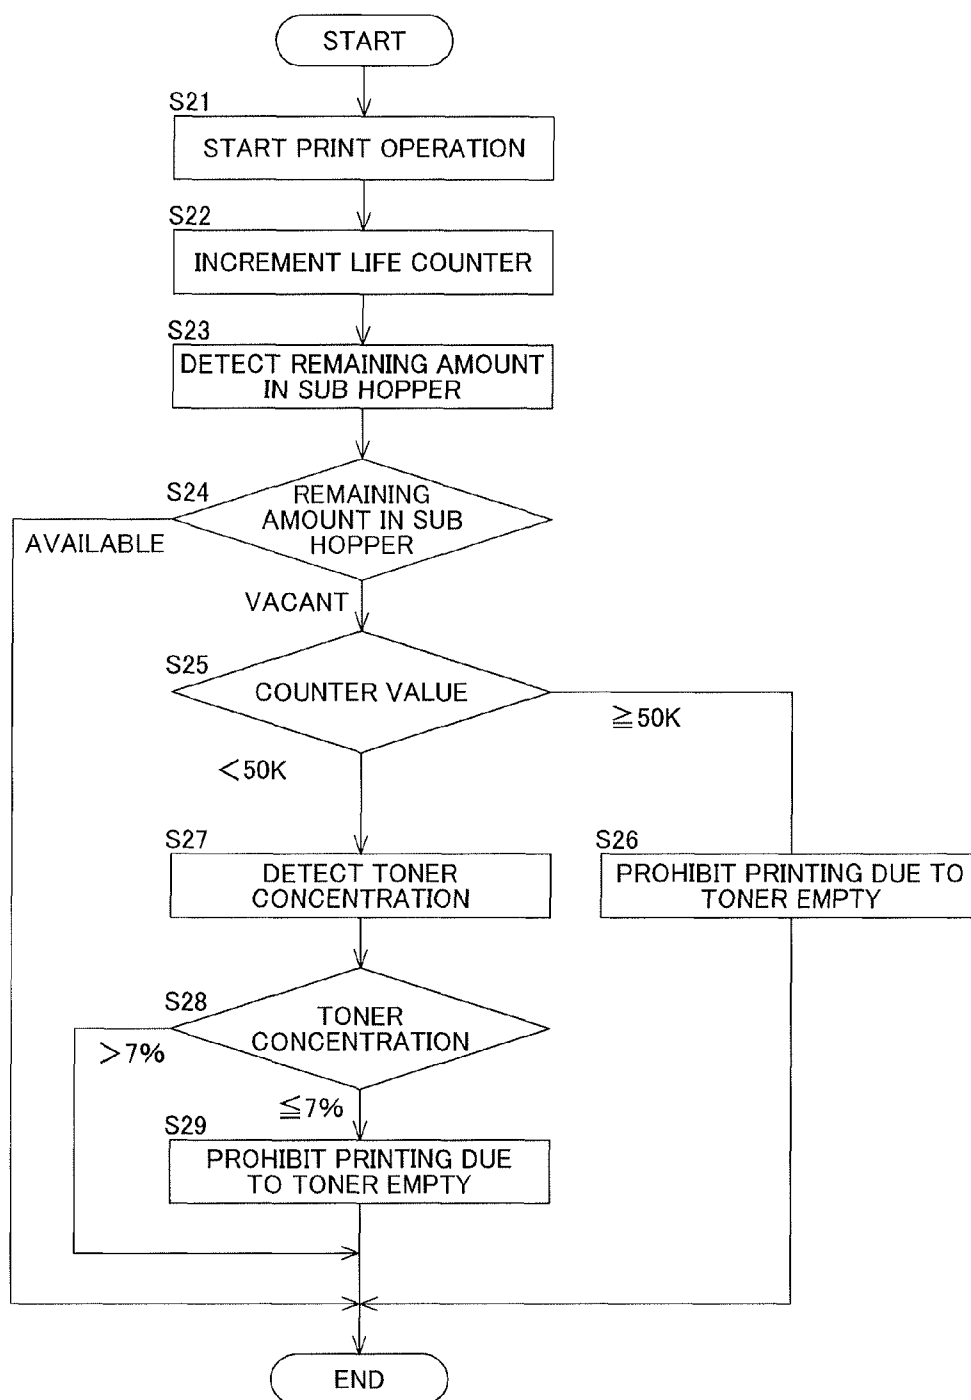 START
S21
START PRINT OPERATION
S22
INCREMENT LIFE COUNTER
S23
DETECT REMAINING AMOUNT
IN SUB HOPPER
S24
REMAINING
AMOUNT IN SUB
HOPPER
AVAILABLE
VACANT
S25
COUNTER VALUE
≧50K
<50K
S27
DETECT TONER
CONCENTRATION
S26
PROHIBIT PRINTING DUE TO
TONER EMPTY
S28
TONER
CONCENTRATION
>7%
≦7%
S29
PROHIBIT PRINTING DUE
TO TONER EMPTY
END